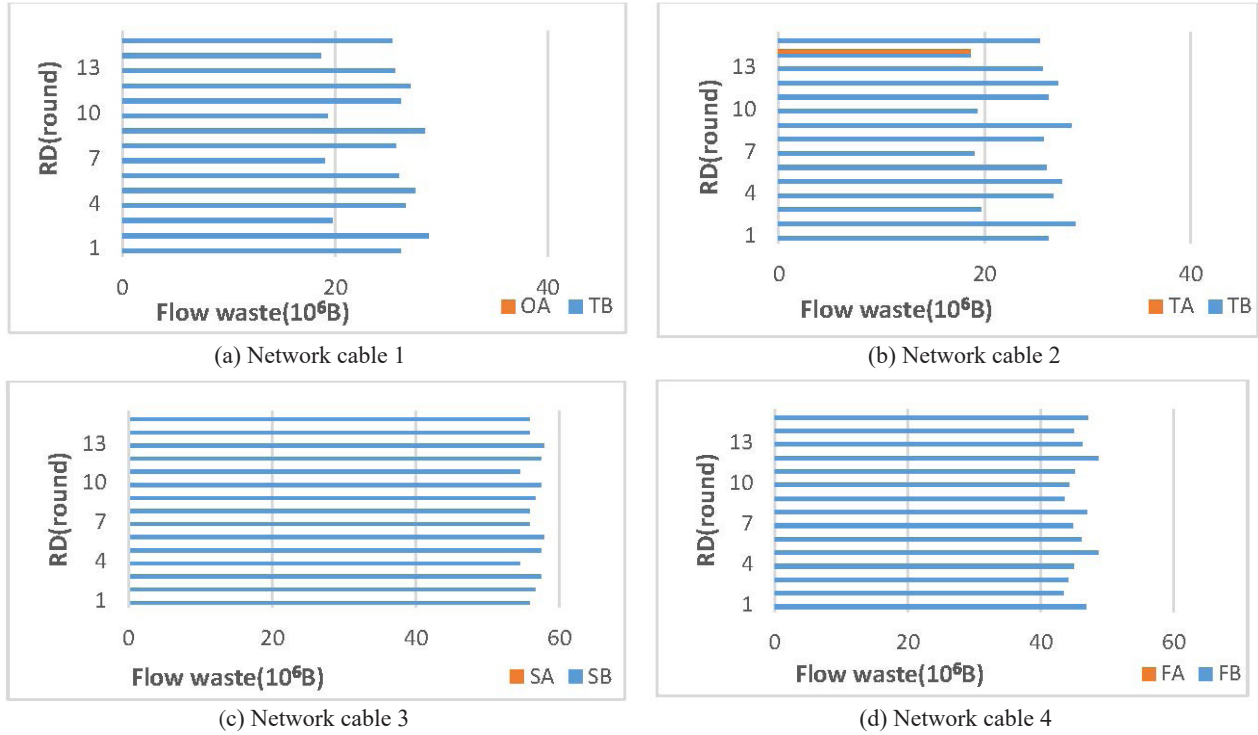 RD(round)
13
10
7
4
1
0 20 40
Flow waste(10⁶B)
OA TB
(a) Network cable 1
RD(round)
13
10
7
4
1
0 20 40
Flow waste(10⁶B)
TA TB
(b) Network cable 2
RD(round)
13
10
7
4
1
0 20 40 60
Flow waste(10⁶B)
SA SB
(c) Network cable 3
RD(round)
13
10
7
4
1
0 20 40 60
Flow waste(10⁶B)
FA FB
(d) Network cable 4